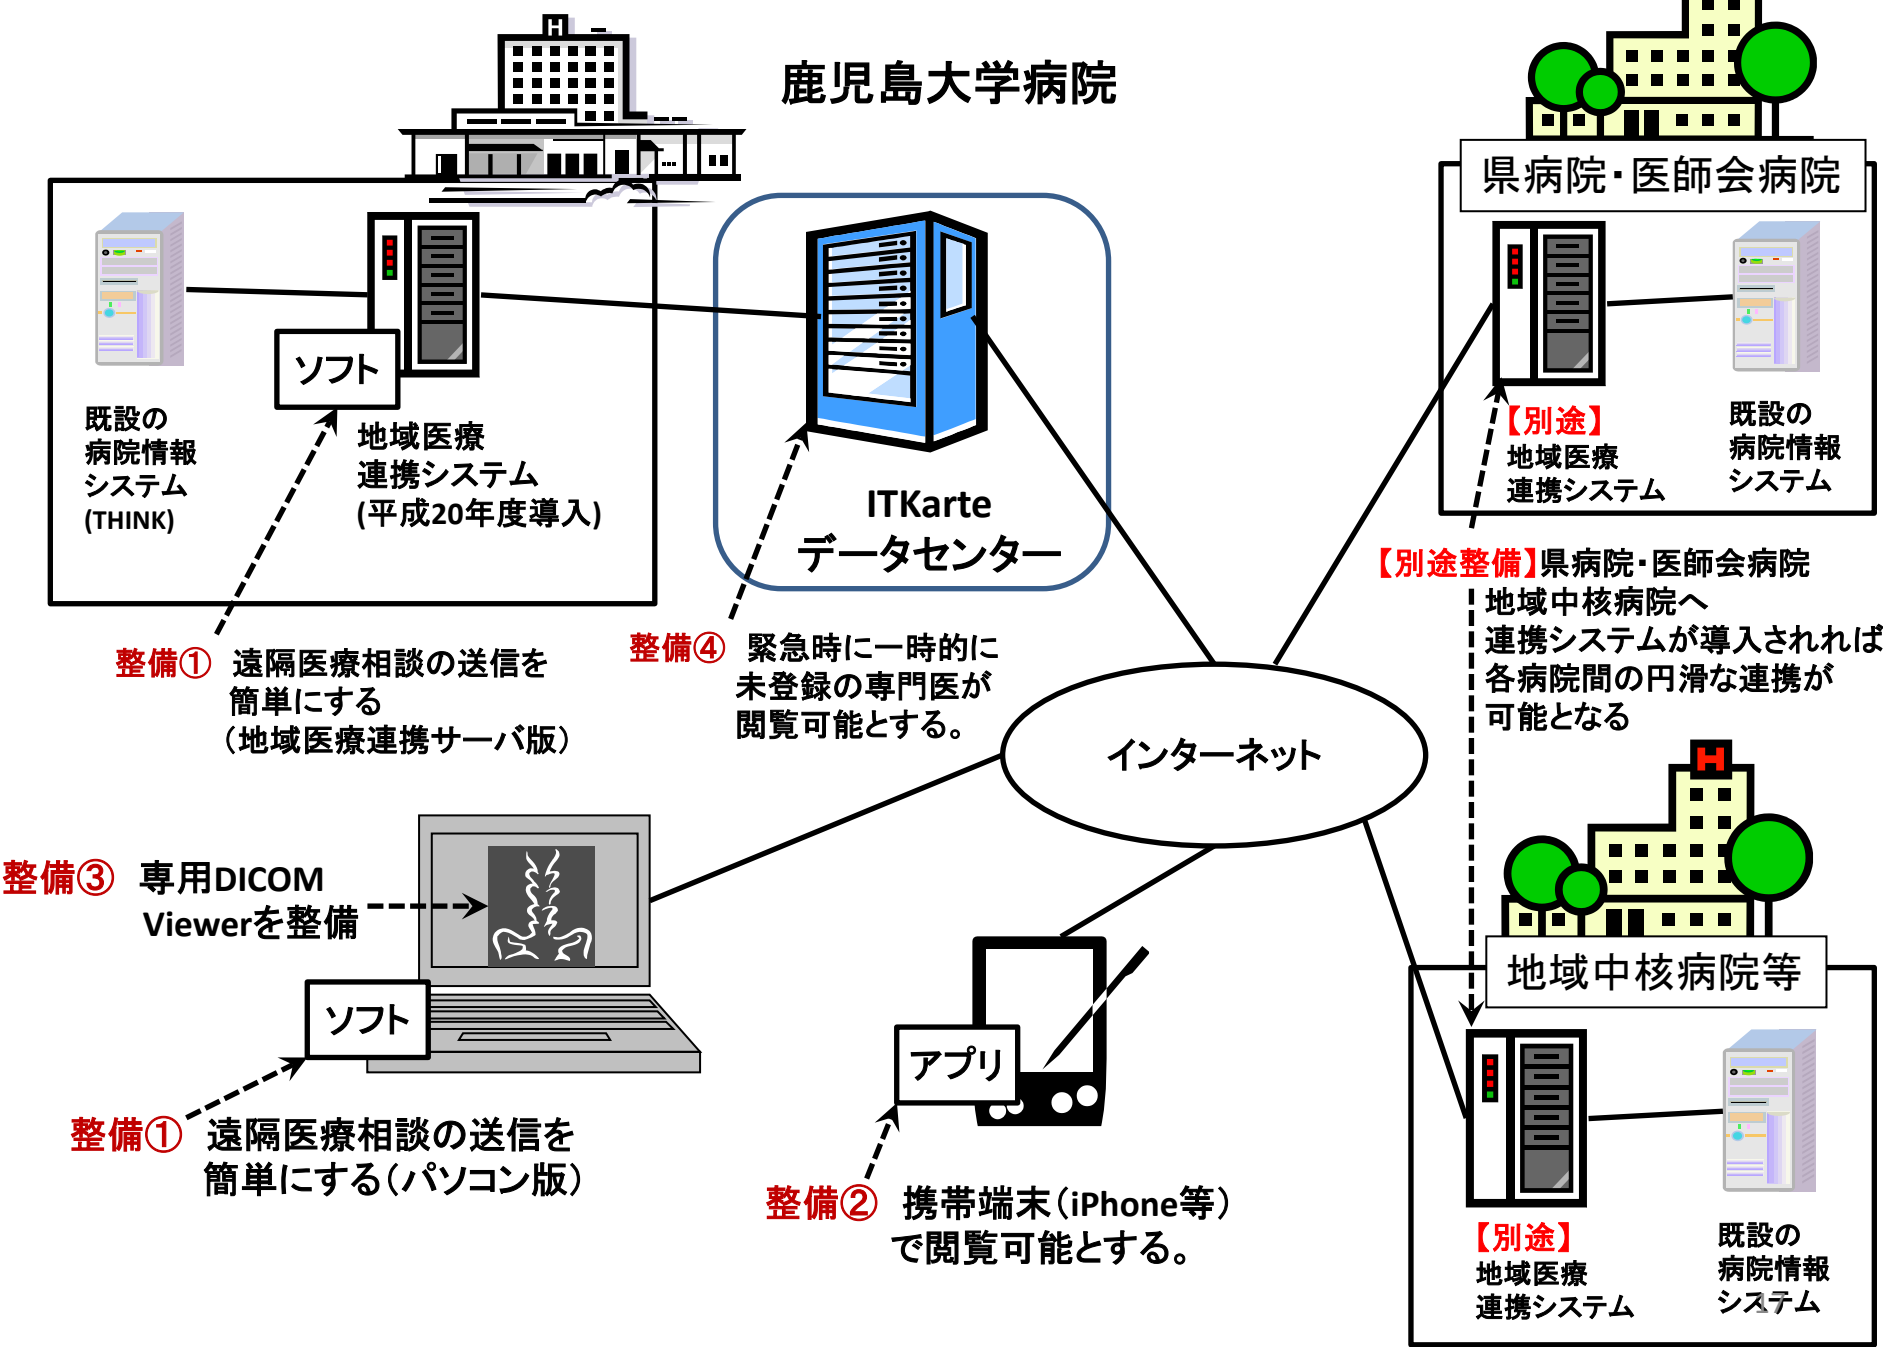 鹿児島大学病院
H
ソフト
既設の
病院情報
システム
(THINK)
地域医療
連携システム
(平成20年度導入)
ITKarte
データセンター
県病院・医師会病院
【別途】
地域医療
連携システム
既設の
病院情報
システム
【別途整備】県病院・医師会病院
地域中核病院へ
連携システムが導入されれば
各病院間の円滑な連携が
可能となる
整備① 遠隔医療相談の送信を
簡単にする
(地域医療連携サーバ版)
整備④ 緊急時に一時的に
未登録の専門医が
閲覧可能とする。
インターネット
整備③ 専用DICOM
Viewerを整備
ソフト
整備① 遠隔医療相談の送信を
簡単にする(パソコン版)
アプリ
整備② 携帯端末(iPhone等)
で閲覧可能とする。
H
地域中核病院等
【別途】
地域医療
連携システム
既設の
病院情報
システム
17